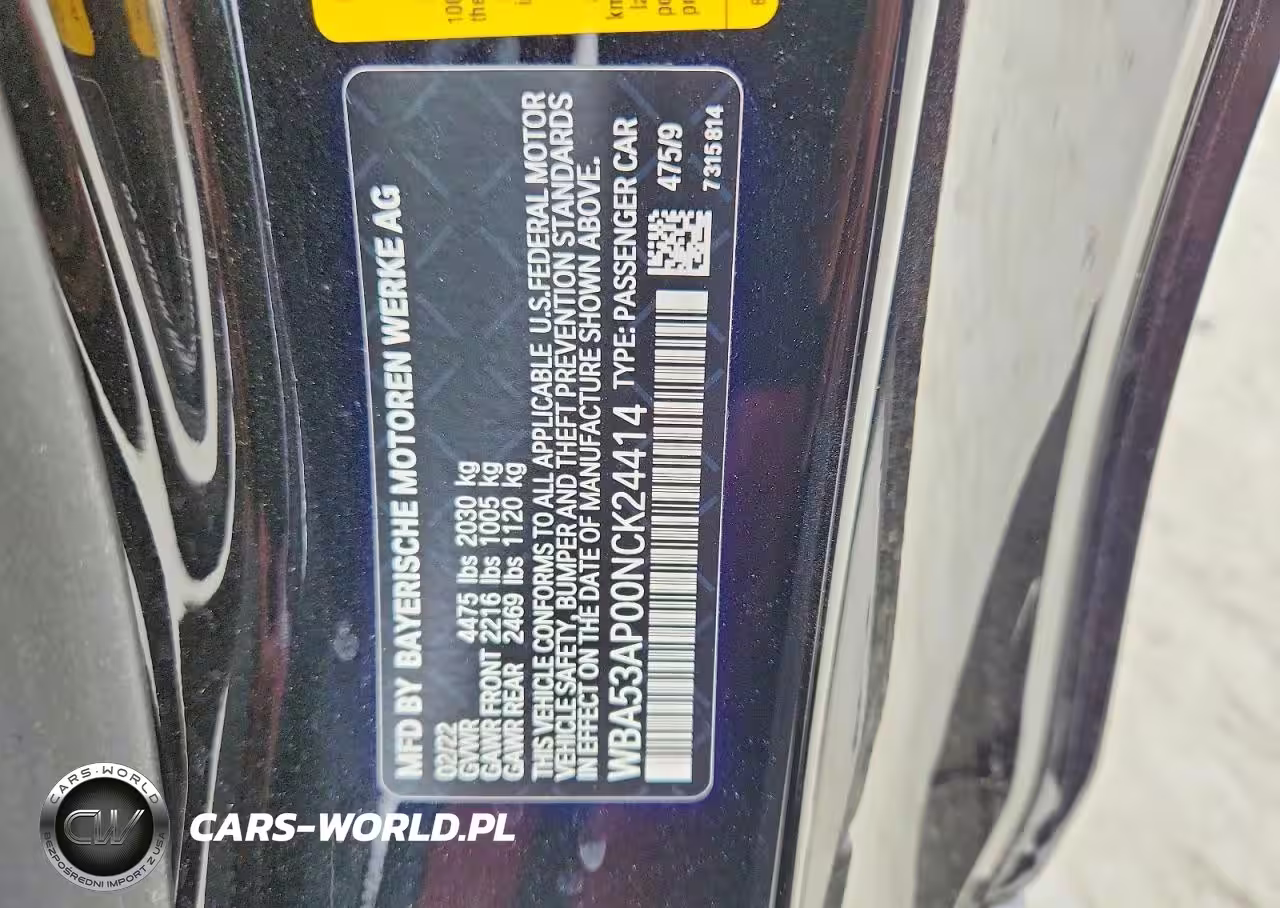 MFD BY BAYERISCHE MOTOREN WERKE AG
02/22
GVWR 4475 lbs 2030 kg
GAWR FRONT 2216 lbs 1005 kg
GAWR REAR 2469 lbs 1120 kg
THIS VEHICLE CONFORMS TO ALL APPLICABLE U.S.FEDERAL MOTOR
VEHICLE SAFETY, BUMPER AND THEFT PREVENTION STANDARDS
IN EFFECT ON THE DATE OF MANUFACTURE SHOWN ABOVE.
WBA53AP00NCK24414 TYPE: PASSENGER CAR
475/9
7315814
CARS-WORLD
CW
BEZPOŚREDNI IMPORT Z USA
CARS-WORLD.PL